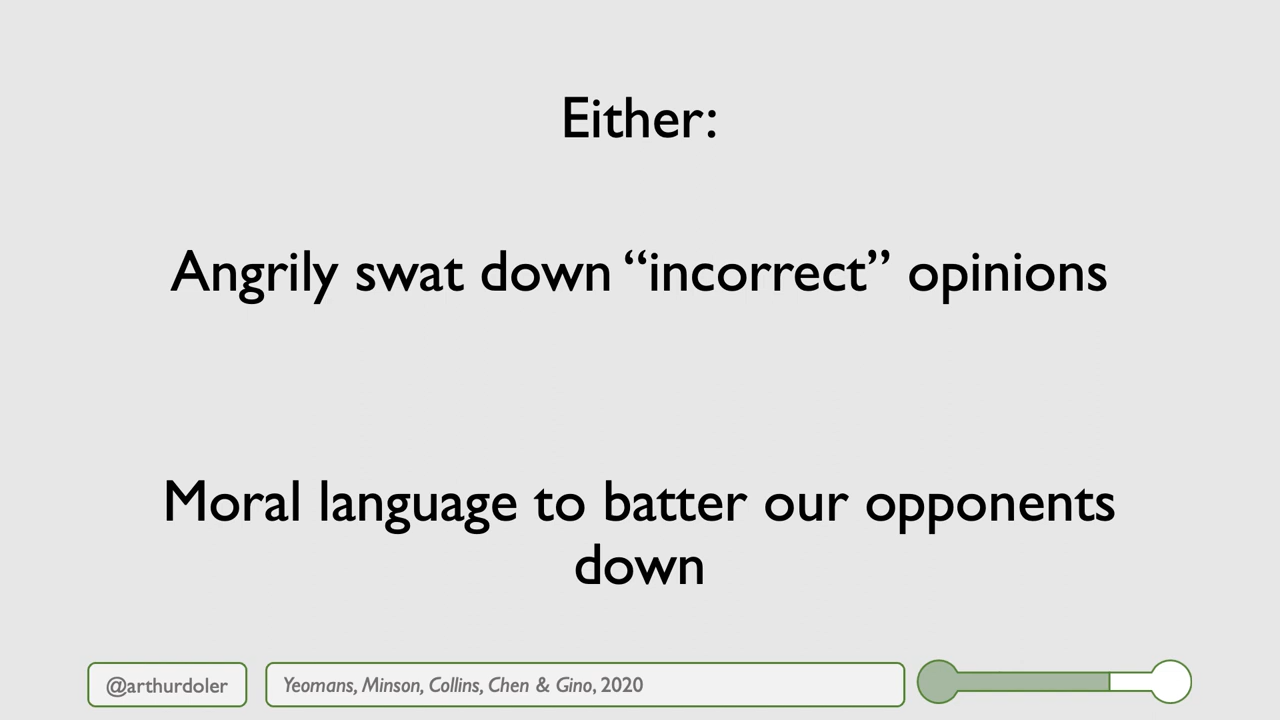 Either:
Angrily swat down “incorrect” opinions
Moral language to batter our opponents
down
@arthurdoler
Yeomans, Minson, Collins, Chen & Gino, 2020